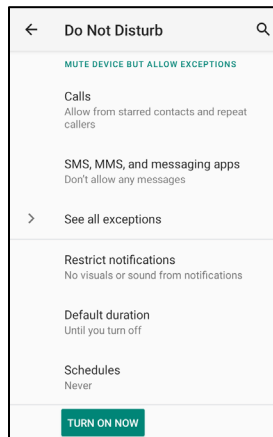 Do Not Disturb
MUTE DEVICE BUT ALLOW EXCEPTIONS
Calls
Allow from starred contacts and repeat
callers
SMS, MMS, and messaging apps
Don't allow any messages
See all exceptions
Restrict notifications
No visuals or sound from notifications
Default duration
Until you turn off
Schedules
Never
TURN ON NOW